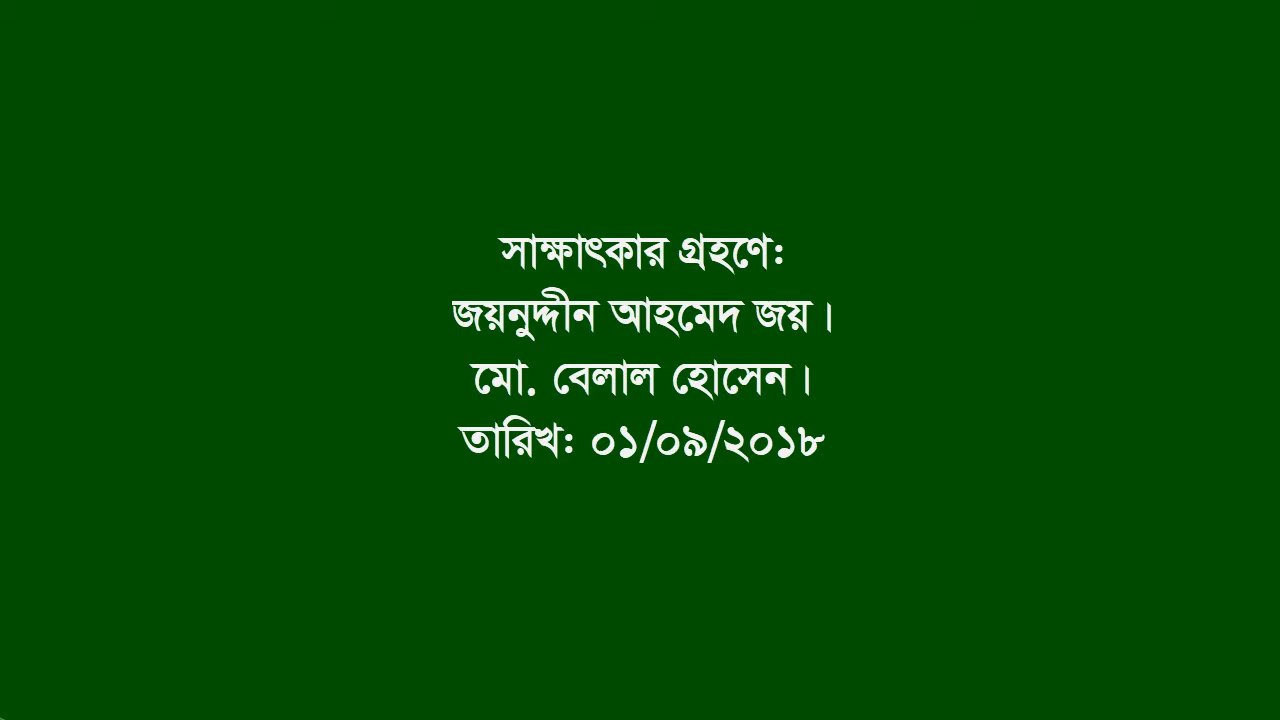 সাক্ষাৎকার গ্রহণে:
জয়নুদ্দীন আহমেদ জয়।
মো. বেলাল হোসেন।
তারিখ: ০১/০৯/২০১৮